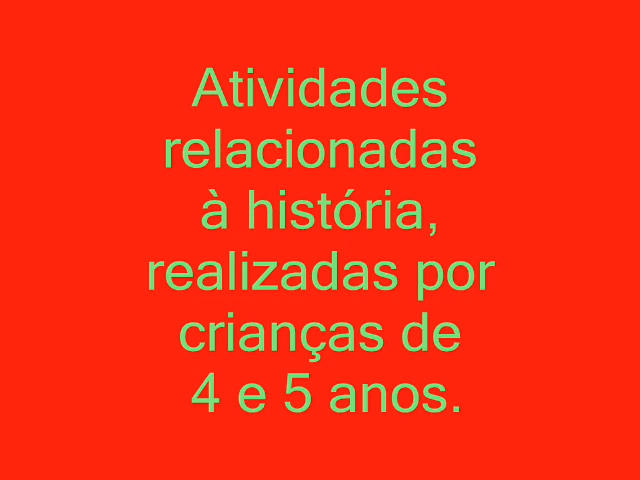 Atividades
relacionadas
à história,
realizadas por
crianças de
4 e 5 anos.